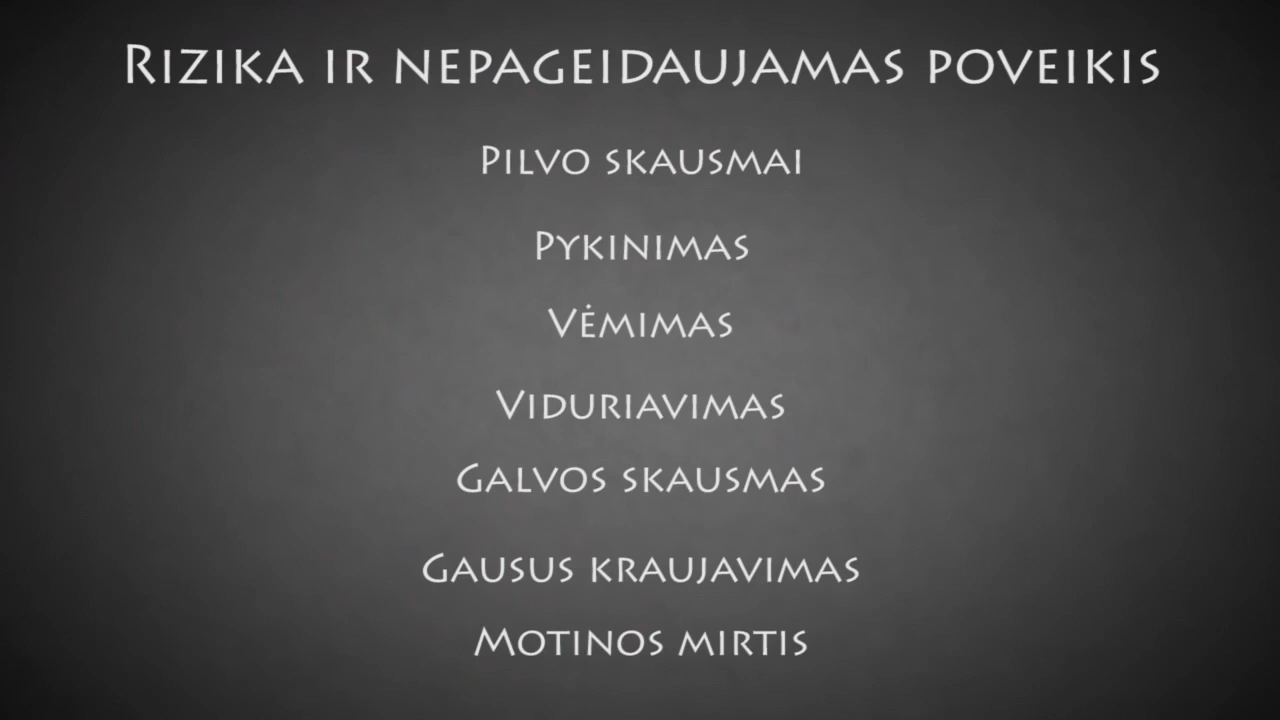 Rizika ir nepageidaujamas poveikis
Pilvo skausmai
Pykinimas
Vėmimas
Viduriavimas
Galvos skausmas
Gausus kraujavimas
Motinos mirtis